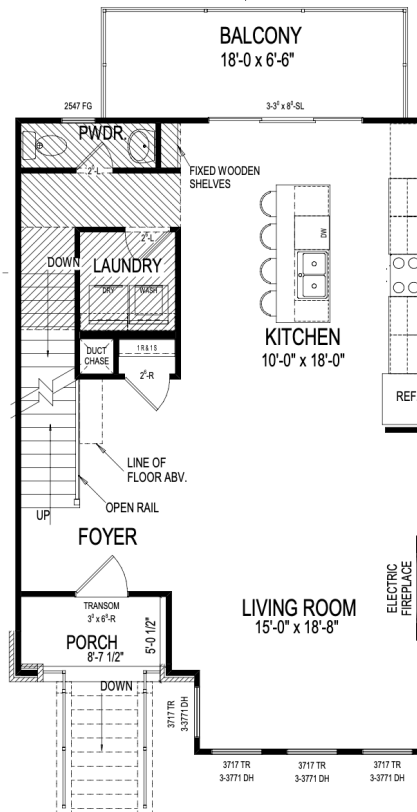 BALCONY
18'-0 x 6'-6"
2547 FG
3-3⁰ x 8⁰-SL
PWDR.
2⁰-L
FIXED WOODEN
SHELVES
2⁶-L
DOWN
LAUNDRY
DRY
WASH
DW
DUCT
CHASE
1R&1S
2⁶-R
KITCHEN
10'-0" x 18'-0"
REF
LINE OF
FLOOR ABV.
OPEN RAIL
UP
FOYER
ELECTRIC
FIREPLACE
TRANSOM
3⁰ x 6⁸-R
LIVING ROOM
15'-0" x 18'-8"
PORCH
8'-7 1/2"
5'-0 1/2"
DOWN
3717 TR
3-3771 DH
3717 TR
3-3771 DH
3717 TR
3-3771 DH
3717 TR
3-3771 DH